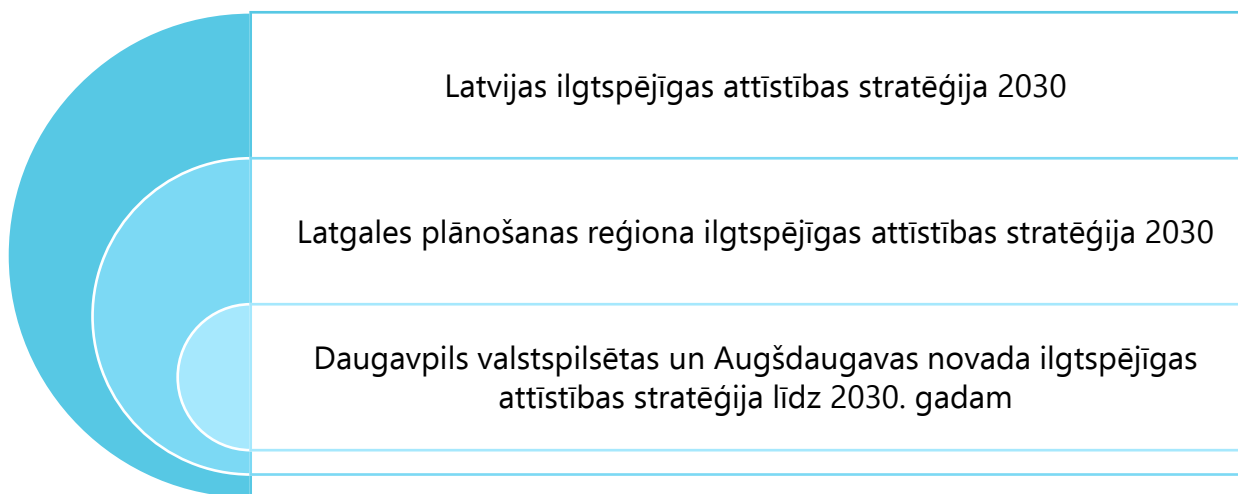 Latvijas ilgtspējīgas attīstības stratēģija 2030
Latgales plānošanas reģiona ilgtspējīgas attīstības stratēģija 2030
Daugavpils valstspilsētas un Augšdaugavas novada ilgtspējīgas
attīstības stratēģija līdz 2030. gadam